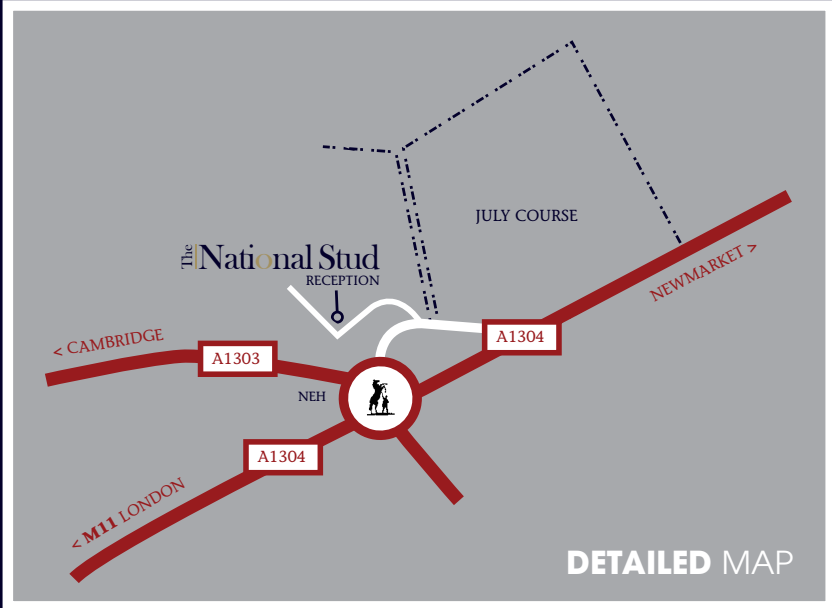 JULY COURSE
The National Stud
RECEPTION
NEWMARKET >
< CAMBRIDGE
A1304
A1303
NEH
A1304
< M11 LONDON
DETAILED MAP